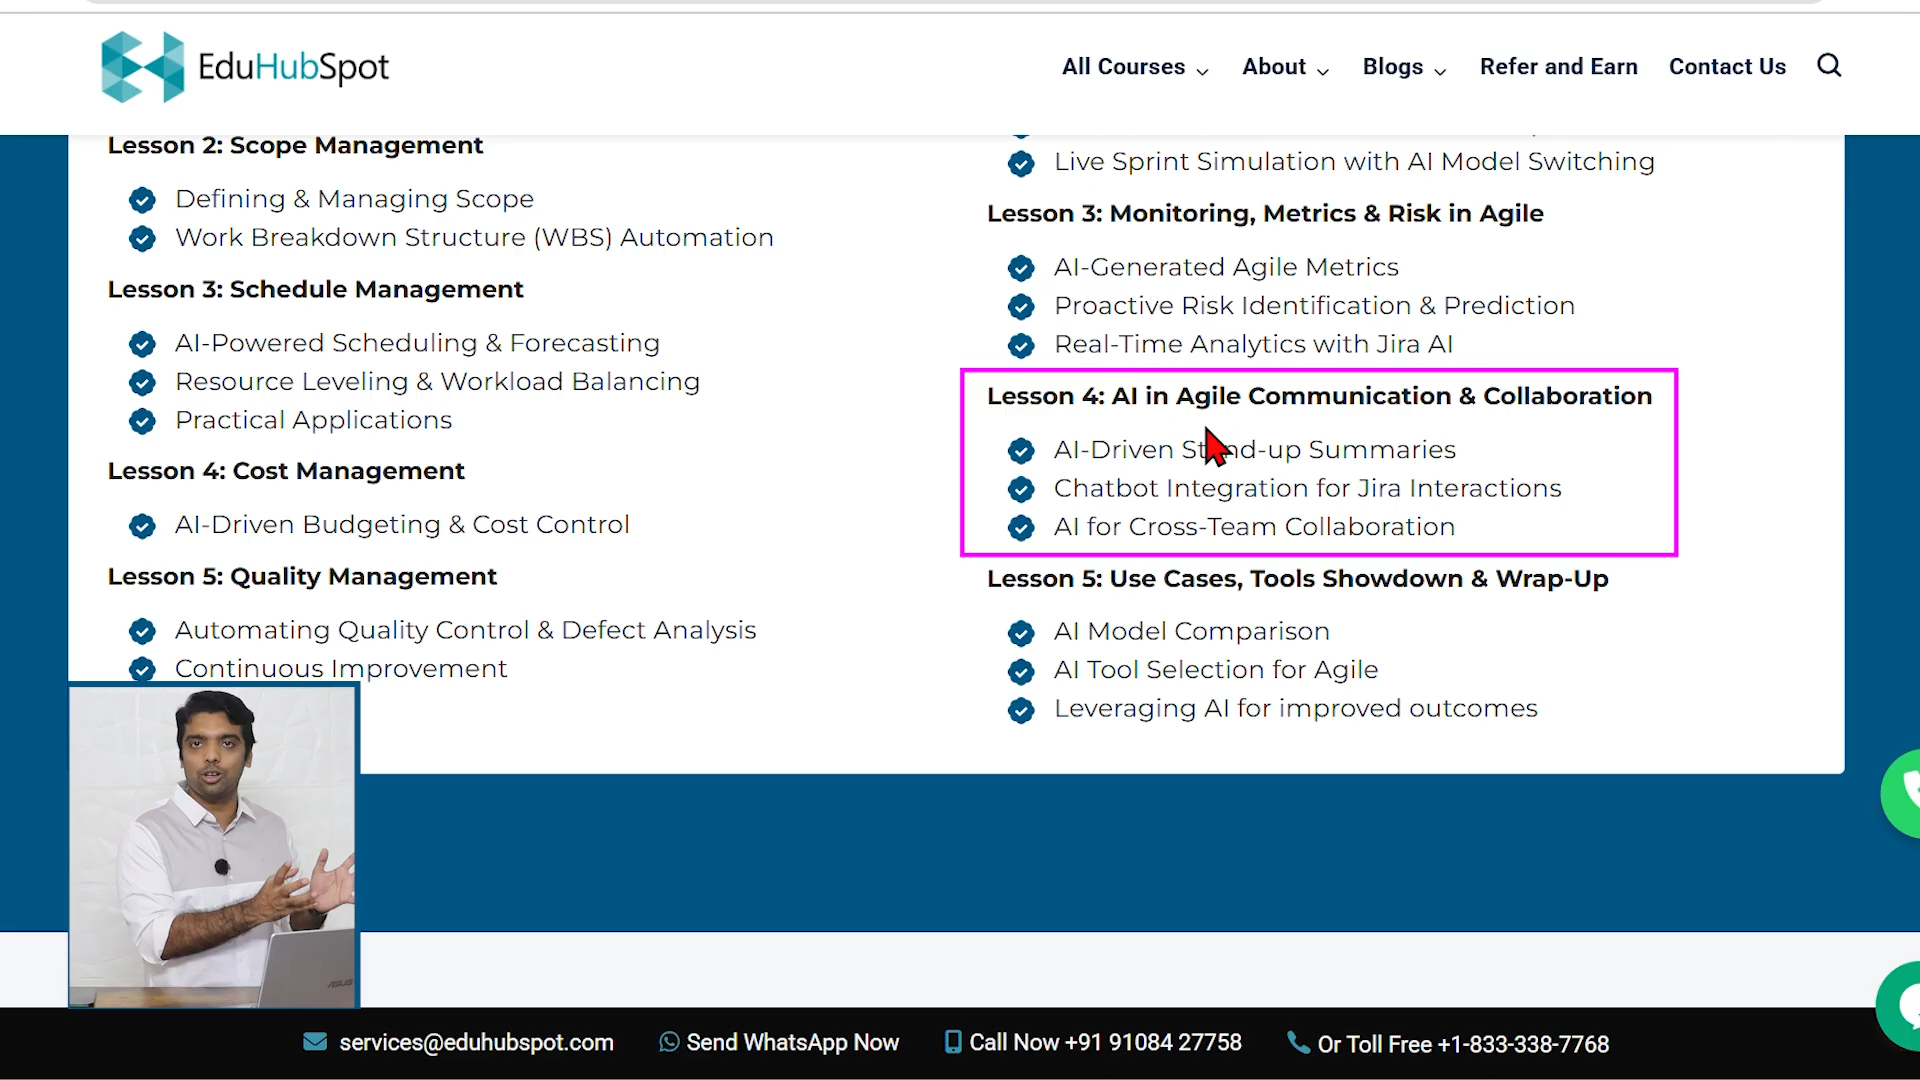 EduHubSpot
All Courses
About
Blogs
Refer and Earn
Contact Us
Lesson 2: Scope Management
Defining & Managing Scope
Work Breakdown Structure (WBS) Automation
Lesson 3: Schedule Management
AI-Powered Scheduling & Forecasting
Resource Leveling & Workload Balancing
Practical Applications
Lesson 4: Cost Management
AI-Driven Budgeting & Cost Control
Lesson 5: Quality Management
Automating Quality Control & Defect Analysis
Continuous Improvement
Live Sprint Simulation with AI Model Switching
Lesson 3: Monitoring, Metrics & Risk in Agile
AI-Generated Agile Metrics
Proactive Risk Identification & Prediction
Real-Time Analytics with Jira AI
Lesson 4: AI in Agile Communication & Collaboration
AI-Driven Stand-up Summaries
Chatbot Integration for Jira Interactions
AI for Cross-Team Collaboration
Lesson 5: Use Cases, Tools Showdown & Wrap-Up
AI Model Comparison
AI Tool Selection for Agile
Leveraging AI for improved outcomes
ASUS
services@eduhubspot.com
Send WhatsApp Now
Call Now +91 91084 27758
Or Toll Free +1-833-338-7768